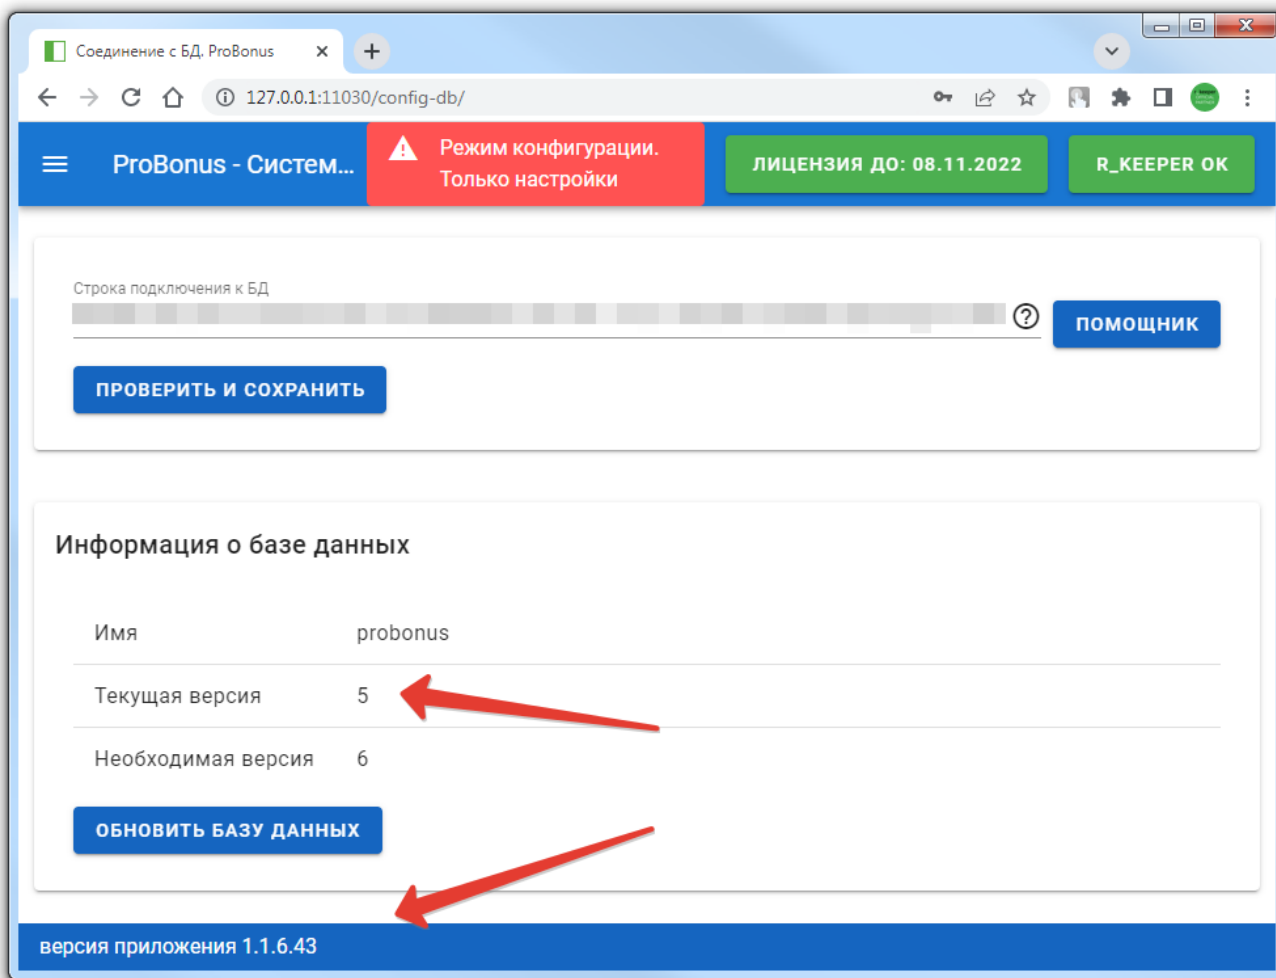 Соединение с БД. ProBonus
127.0.0.1:11030/config-db/
ProBonus - Систем...
Режим конфигурации.
Только настройки
ЛИЦЕНЗИЯ ДО: 08.11.2022
R_KEEPER OK
Строка подключения к БД
ПОМОЩНИК
ПРОВЕРИТЬ И СОХРАНИТЬ
Информация о базе данных
Имя probonus
Текущая версия 5
Необходимая версия 6
ОБНОВИТЬ БАЗУ ДАННЫХ
версия приложения 1.1.6.43